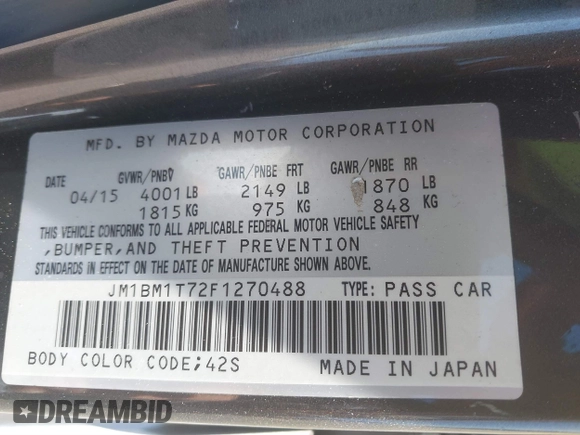 MFD. BY MAZDA MOTOR CORPORATION
DATE GVWR/PNBV GAWR/PNBE FRT GAWR/PNBE RR
04/15 4001 LB 2149 LB 1870 LB
1815 KG 975 KG 848 KG
THIS VEHICLE CONFORMS TO ALL APPLICABLE FEDERAL MOTOR VEHICLE SAFETY
,BUMPER,AND THEFT PREVENTION
STANDARDS IN EFFECT ON THE DATE OF MANUFACTURE SHOWN ABOVE.
JM1BM1T72F1270488 TYPE: PASS CAR
BODY COLOR CODE;42S MADE IN JAPAN
DREAMBID